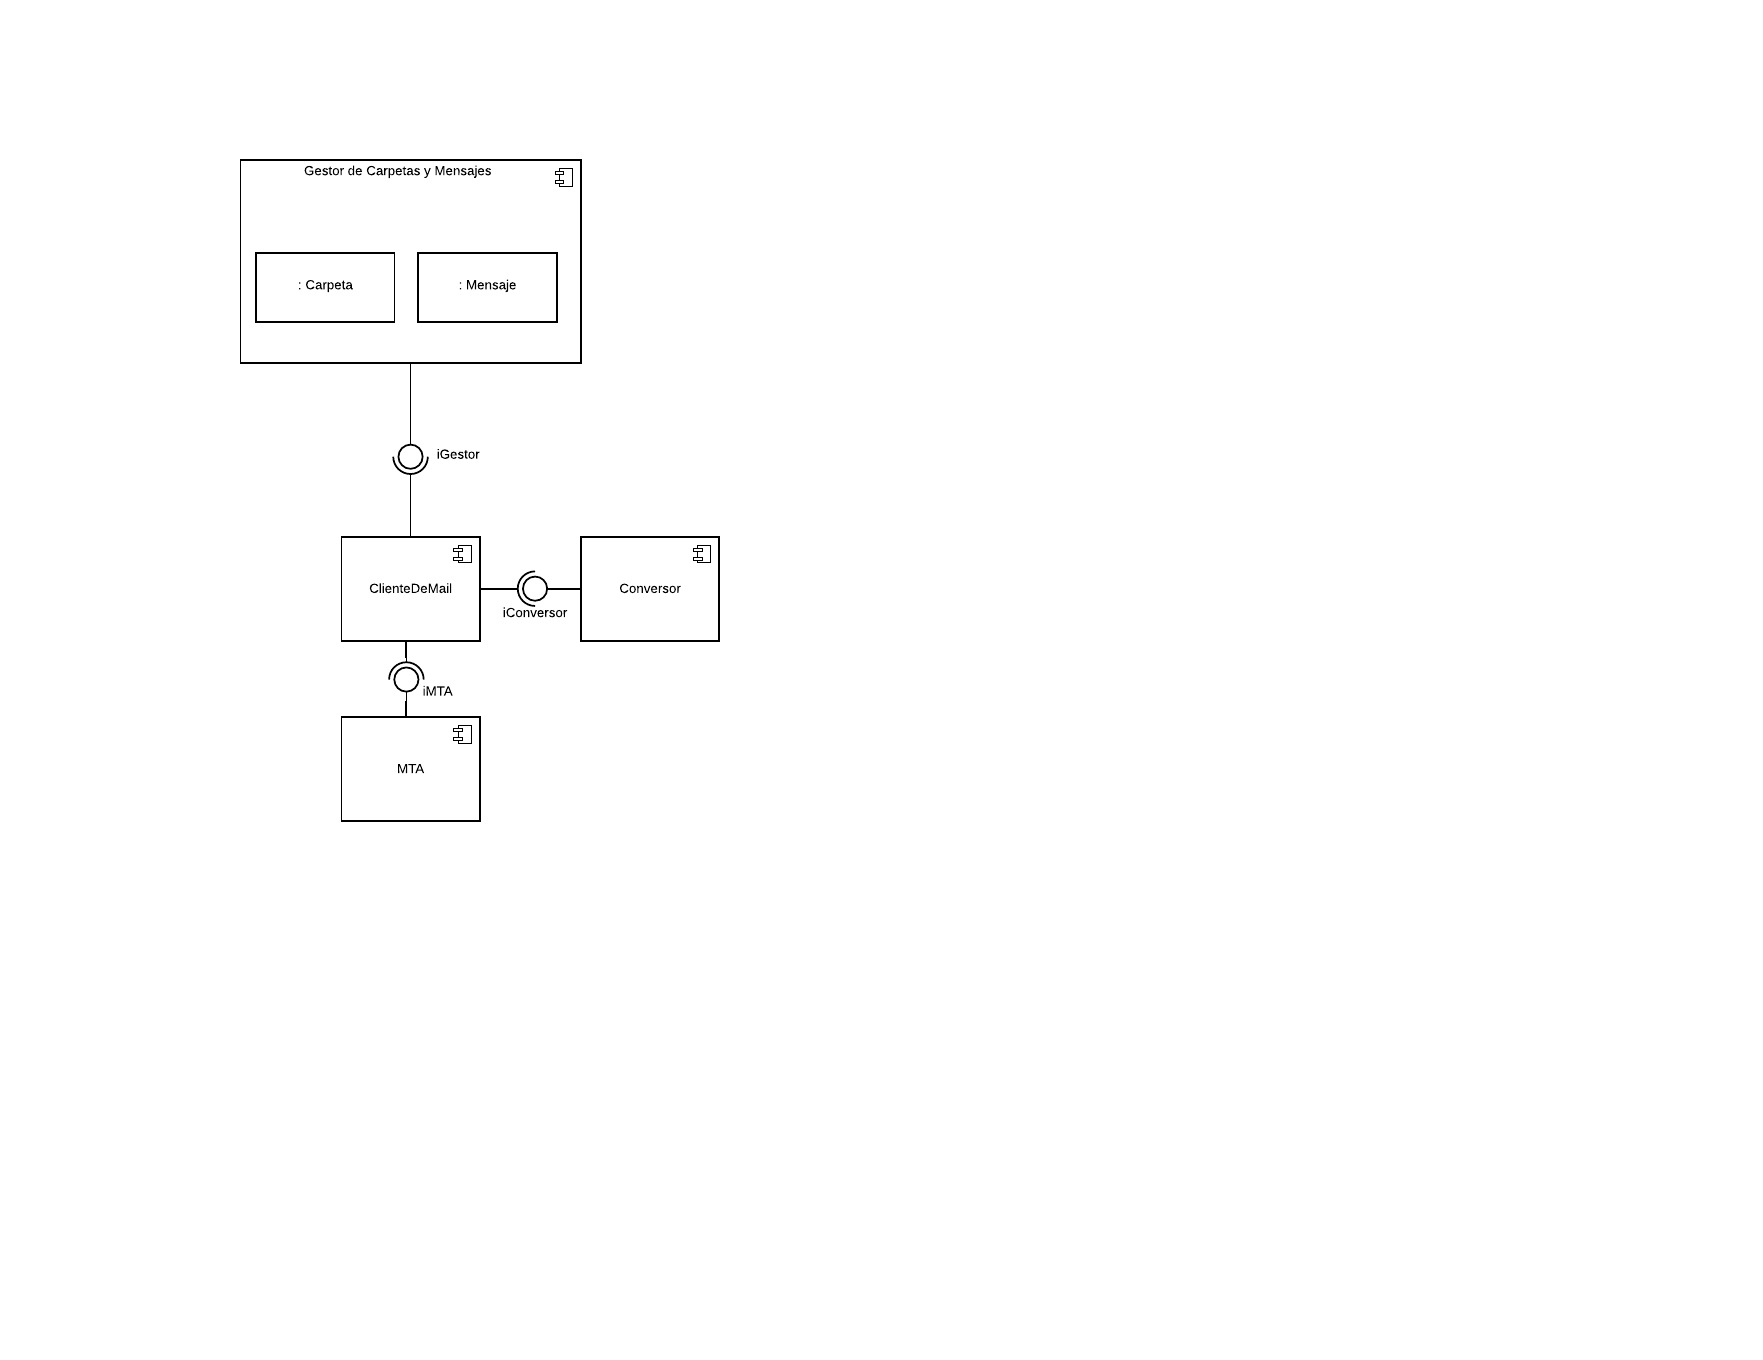 Gestor de Carpetas y Mensajes
: Carpeta
: Mensaje
iGestor
ClienteDeMail
Conversor
iConversor
iMTA
MTA